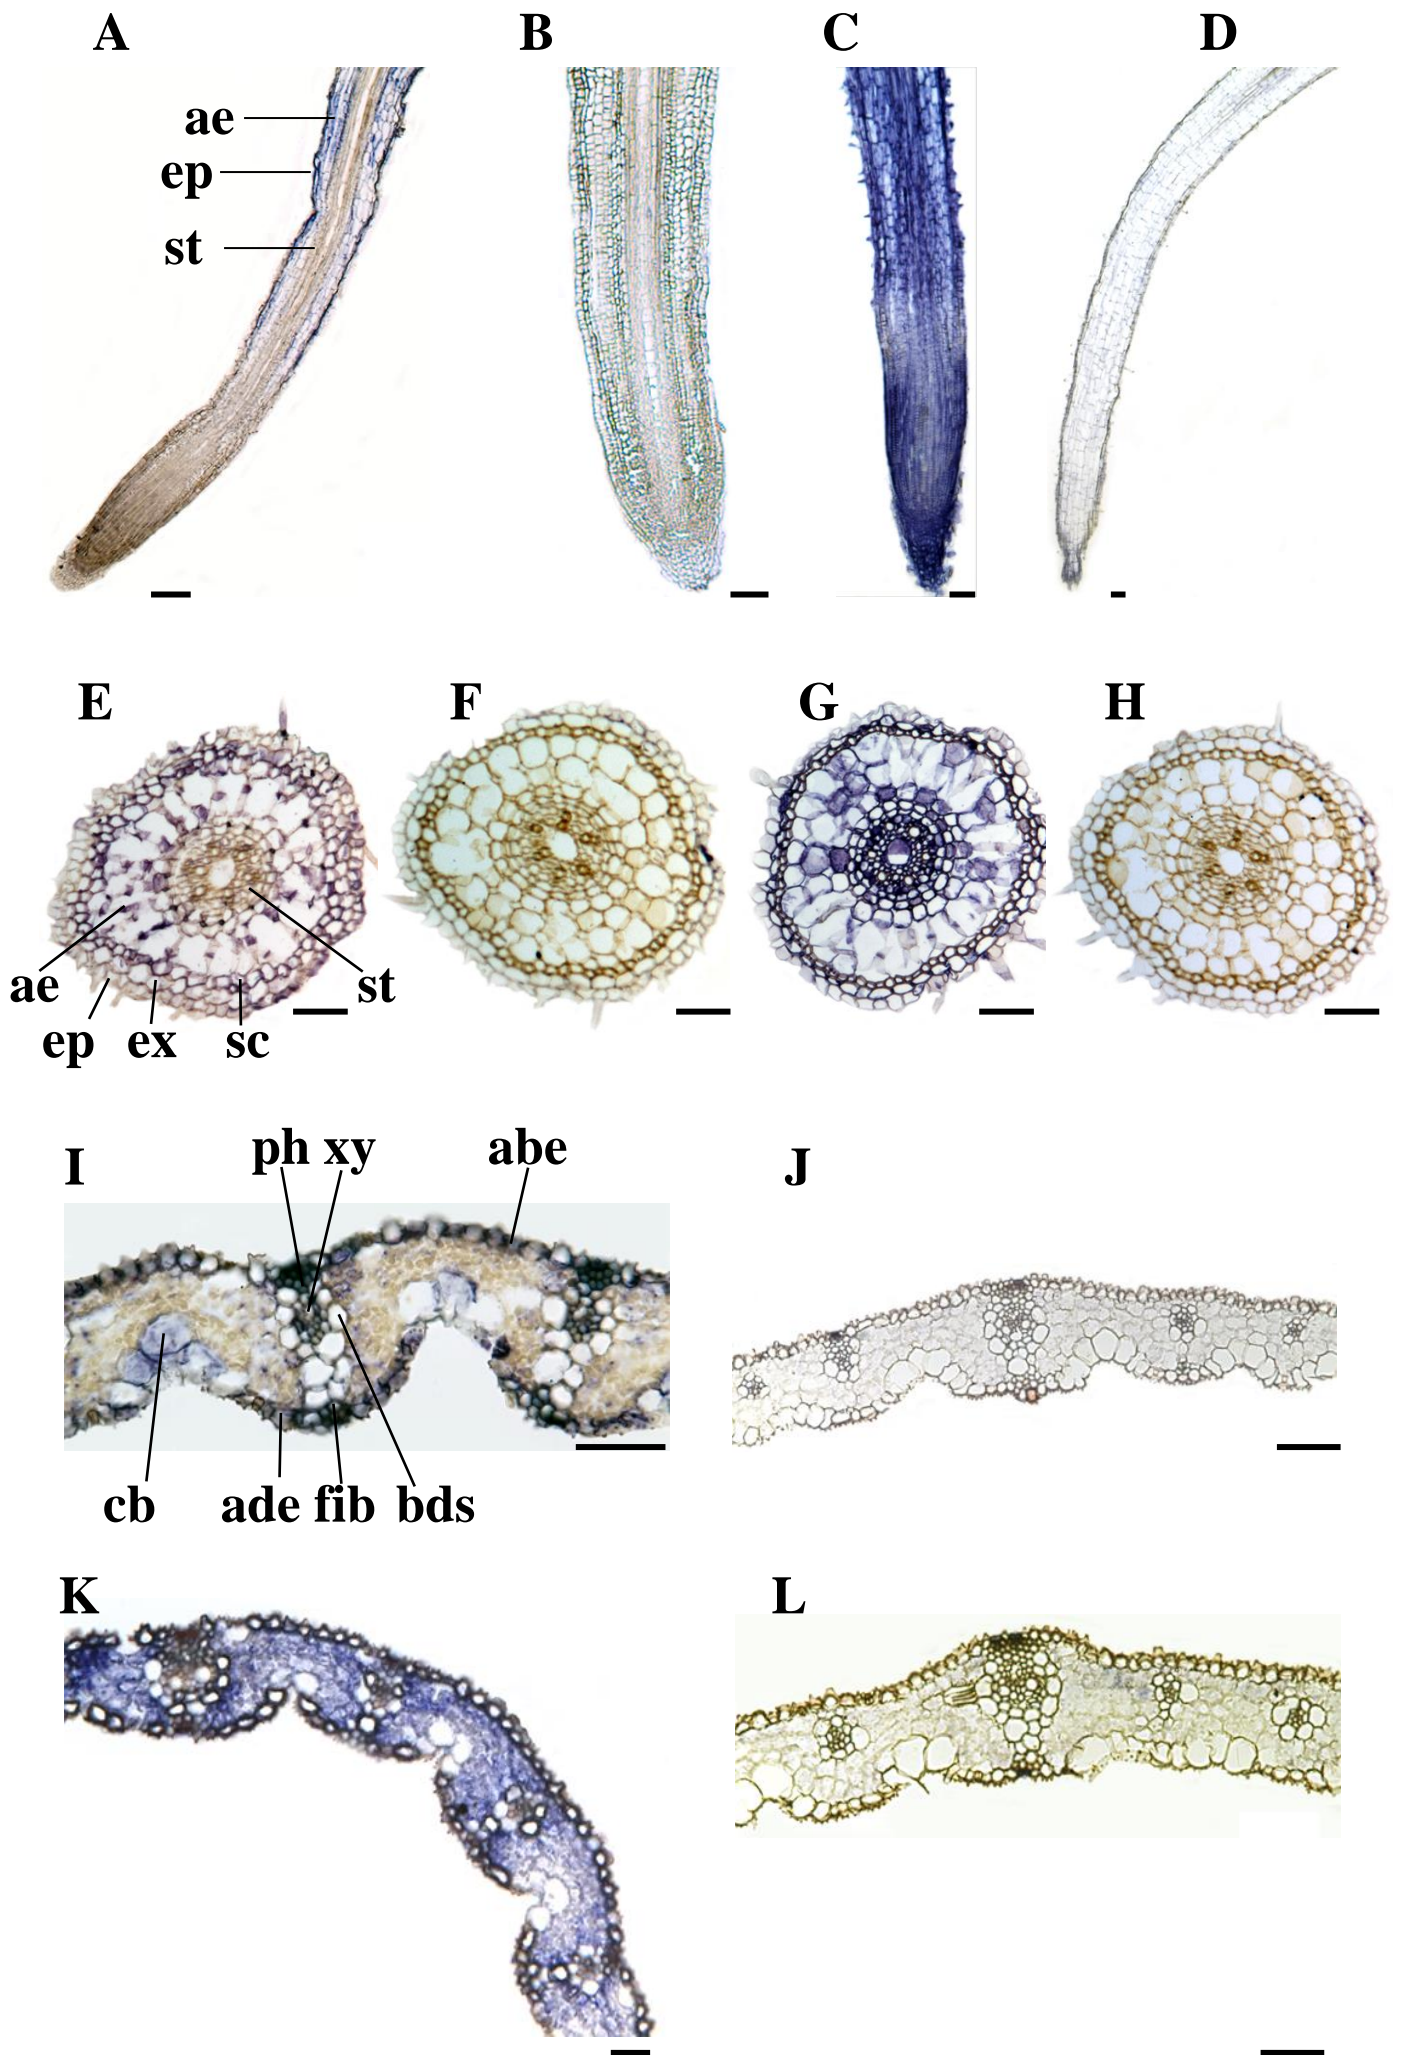 A B C D
ae
ep
st
E F G H
ae st
ep ex sc
I ph xy abe J
cb ade fib bds
K L